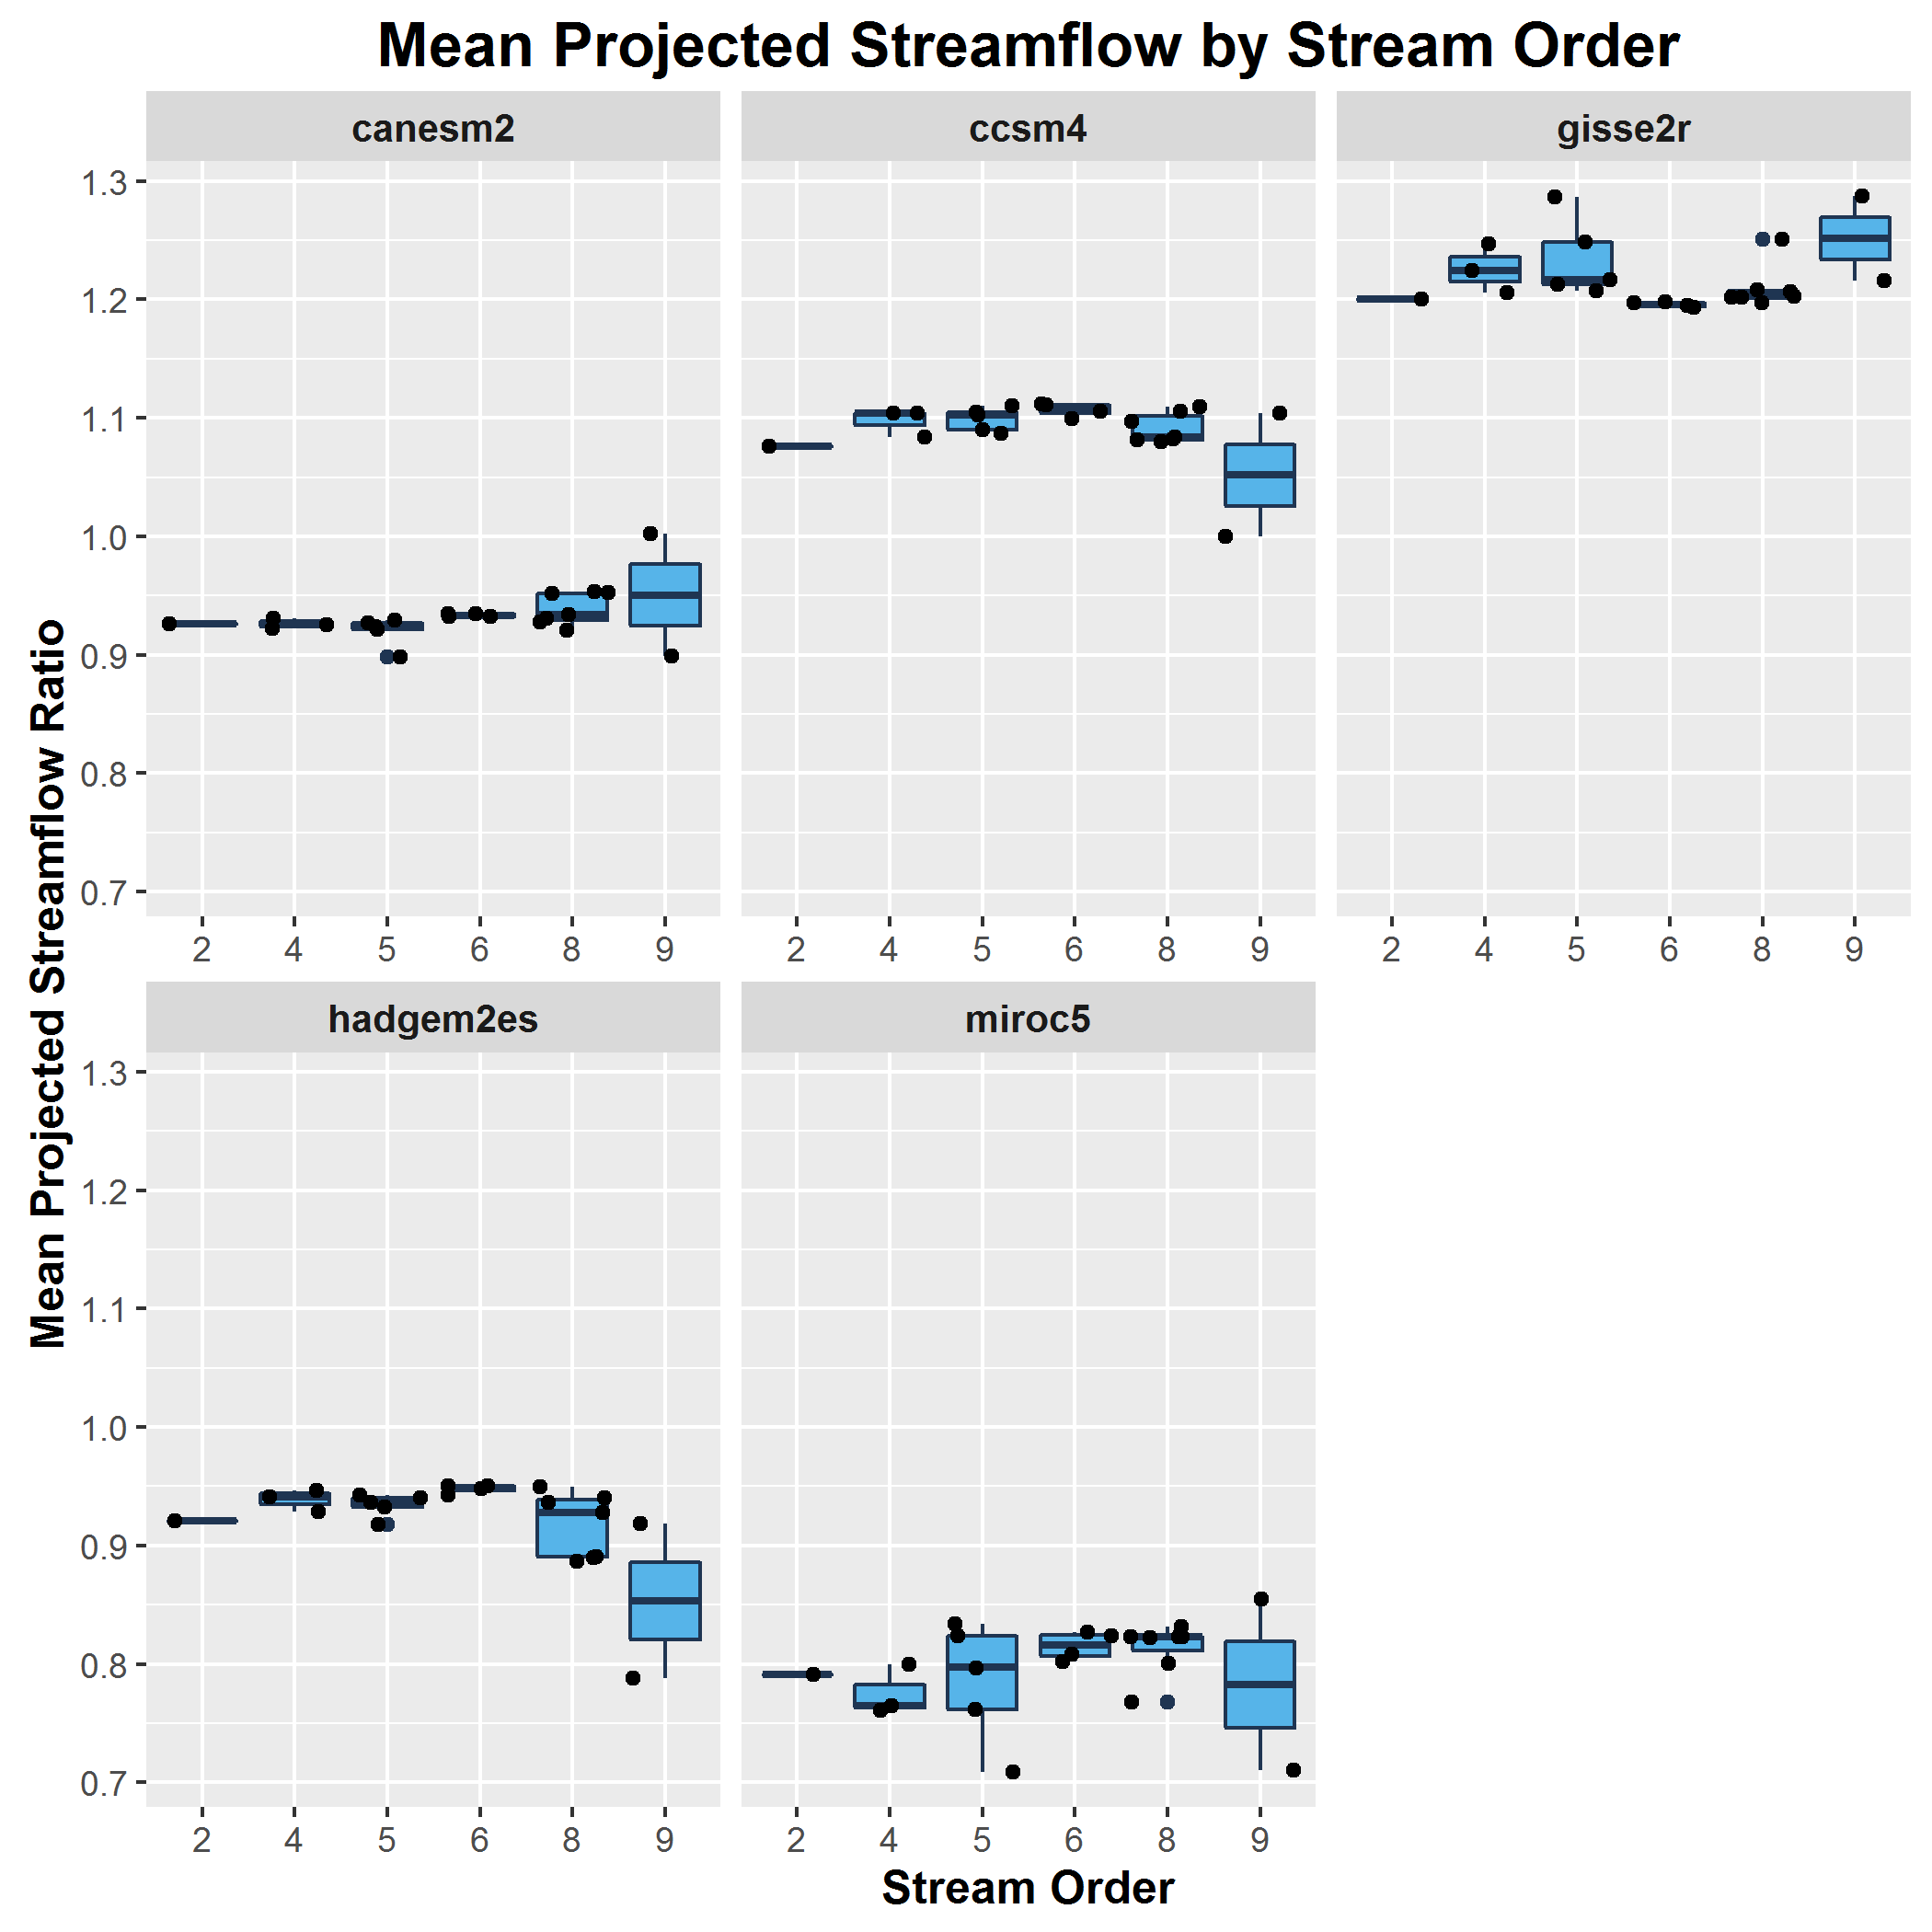 Mean Projected Streamflow by Stream Order
canesm2 ccsm4 gisse2r
1.3
1.2
1.1
1.0
0.9
0.8
0.7
2 4 5 6 8 9 2 4 5 6 8 9 2 4 5 6 8 9
Mean Projected Streamflow Ratio
hadgem2es miroc5
1.3
1.2
1.1
1.0
0.9
0.8
0.7
2 4 5 6 8 9 2 4 5 6 8 9
Stream Order